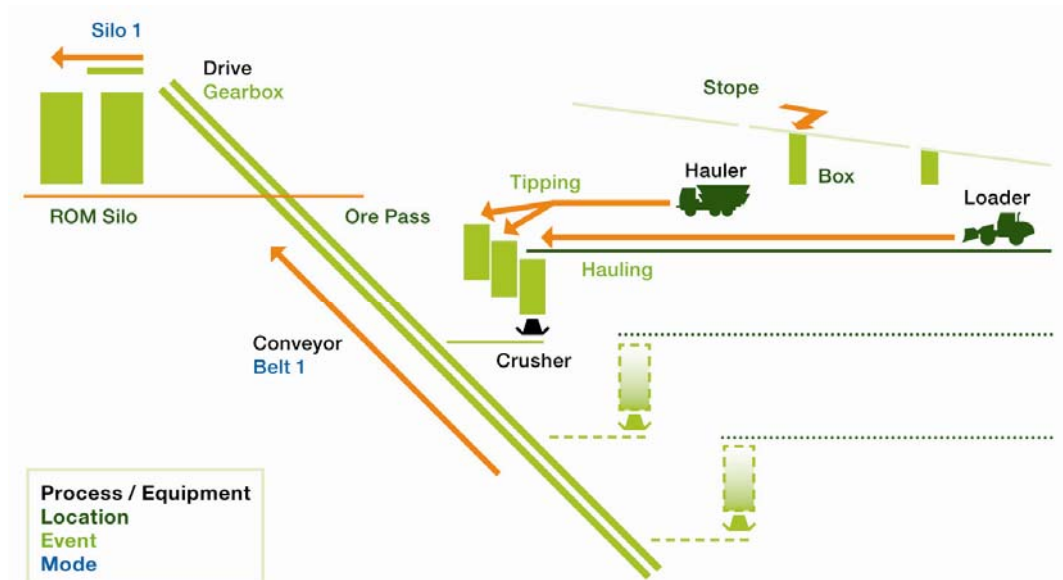 Silo 1
Drive
Gearbox
Stope
Hauler
Box
Tipping
Loader
ROM Silo
Ore Pass
Hauling
Conveyor
Belt 1
Crusher
Process / Equipment
Location
Event
Mode